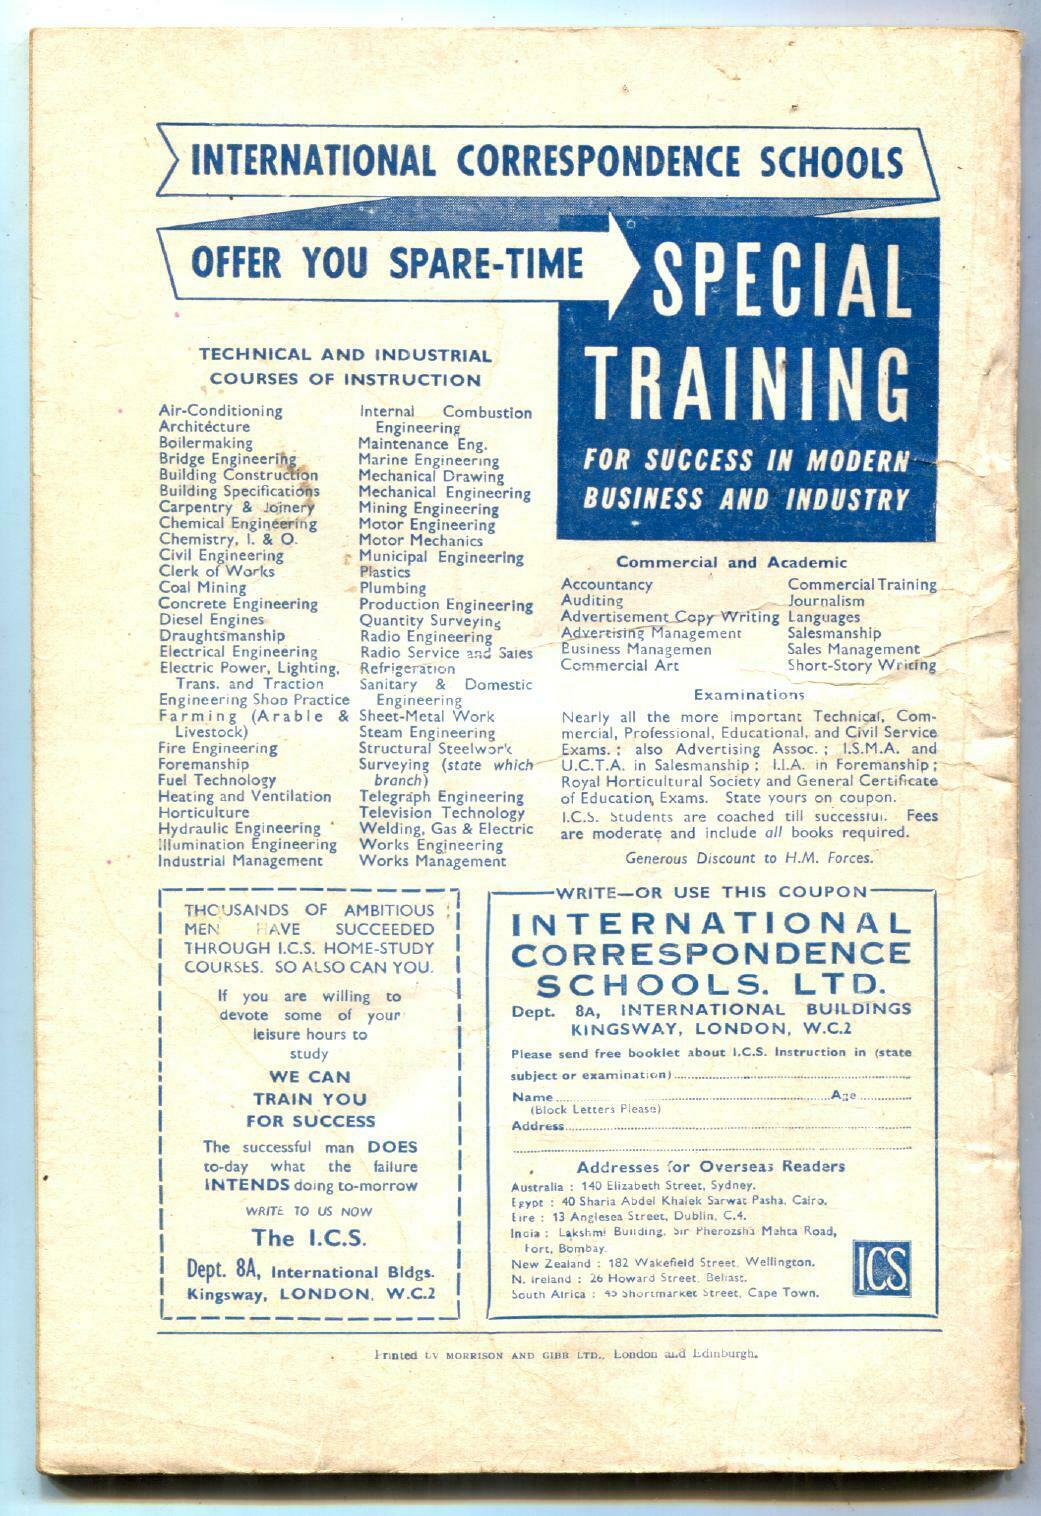 INTERNATIONAL CORRESPONDENCE SCHOOLS
OFFER YOU SPARE-TIME
SPECIAL
TRAINING
FOR SUCCESS IN MODERN
BUSINESS AND INDUSTRY
TECHNICAL AND INDUSTRIAL
COURSES OF INSTRUCTION
Air-Conditioning
Architecture
Boilermaking
Bridge Engineering
Building Construction
Building Specifications
Carpentry & Joinery
Chemical Engineering
Chemistry, I. & O.
Civil Engineering
Clerk of Works
Coal Mining
Concrete Engineering
Diesel Engines
Draughtsmanship
Electrical Engineering
Electric Power, Lighting,
Trans. and Traction
Engineering Shop Practice
Farming (Arable &
Livestock)
Fire Engineering
Foremanship
Fuel Technology
Heating and Ventilation
Horticulture
Hydraulic Engineering
Illumination Engineering
Industrial Management
Internal Combustion
Engineering
Maintenance Eng.
Marine Engineering
Mechanical Drawing
Mechanical Engineering
Mining Engineering
Motor Engineering
Motor Mechanics
Municipal Engineering
Plastics
Plumbing
Production Engineering
Quantity Surveying
Radio Engineering
Radio Service and Sales
Refrigeration
Sanitary & Domestic
Engineering
Sheet-Metal Work
Steam Engineering
Structural Steelwork
Surveying (state which
branch)
Telegraph Engineering
Television Technology
Welding, Gas & Electric
Works Engineering
Works Management
Commercial and Academic
Accountancy
Auditing
Advertisement Copy Writing
Advertising Management
Business Managemen
Commercial Art
Commercial Training
Journalism
Languages
Salesmanship
Sales Management
Short-Story Writing
Examinations
Nearly all the more important Technical, Com-
mercial, Professional, Educational, and Civil Service
Exams. ; also Advertising Assoc. ; I.S.M.A. and
U.C.T.A. in Salesmanship ; I.I.A. in Foremanship ;
Royal Horticultural Society and General Certificate
of Education, Exams. State yours on coupon.
I.C.S. Students are coached till successful. Fees
are moderate and include all books required.
Generous Discount to H.M. Forces.
THOUSANDS OF AMBITIOUS
MEN HAVE SUCCEEDED
THROUGH I.C.S. HOME-STUDY
COURSES. SO ALSO CAN YOU.
If you are willing to
devote some of your
leisure hours to
study
WE CAN
TRAIN YOU
FOR SUCCESS
The successful man DOES
to-day what the failure
INTENDS doing to-morrow
WRITE TO US NOW
The I.C.S.
Dept. 8A, International Bldgs.
Kingsway, LONDON, W.C.2
WRITE—OR USE THIS COUPON
INTERNATIONAL
CORRESPONDENCE
SCHOOLS. LTD.
Dept. 8A, INTERNATIONAL BUILDINGS
KINGSWAY, LONDON, W.C.2
Please send free booklet about I.C.S. Instruction in (state
subject or examination)
Name Age
(Block Letters Please)
Address
Addresses for Overseas Readers
Australia : 140 Elizabeth Street, Sydney.
Egypt : 40 Sharia Abdel Khalek Sarwat Pasha, Cairo.
Eire : 13 Anglesea Street, Dublin, C.4.
India : Lakshmi Building, Sir Pherozsha Mehta Road,
Fort, Bombay.
New Zealand : 182 Wakefield Street, Wellington.
N. Ireland : 26 Howard Street, Belfast.
South Africa : 45 Shortmarket Street, Cape Town.
ICS
Printed by MORRISON AND GIBB LTD., London and Edinburgh.